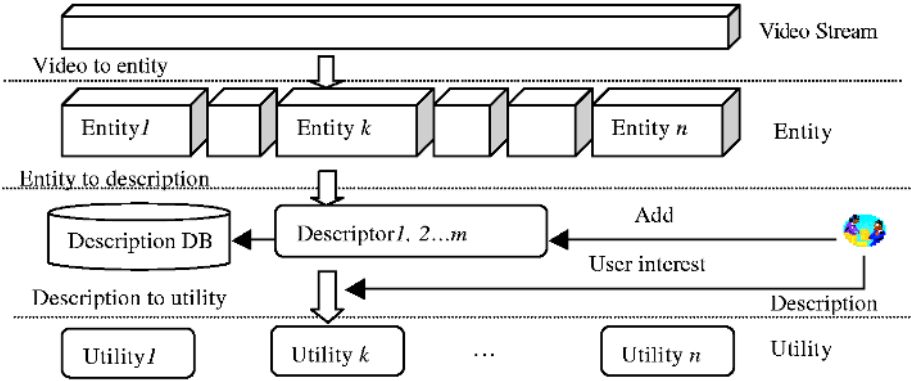 Video Stream
Video to entity
Entity1
Entity k
Entity n
Entity
Entity to description
Description DB
Descriptor1, 2...m
Add
User interest
Description to utility
Description
Utility1
Utility k
...
Utility n
Utility